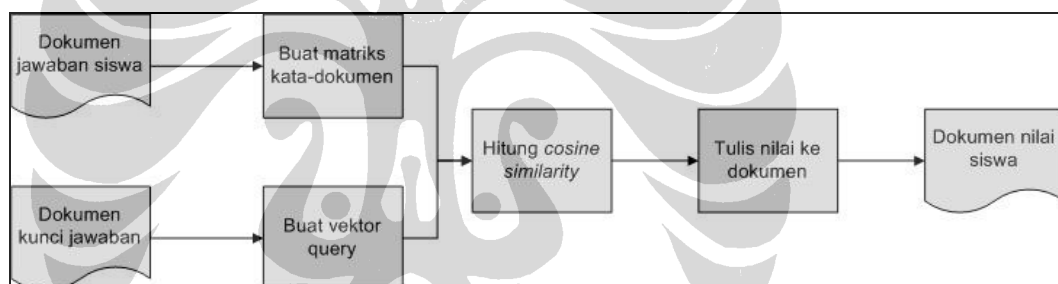 Dokumen
jawaban siswa
Buat matriks
kata-dokumen
Hitung cosine
similarity
Tulis nilai ke
dokumen
Dokumen nilai
siswa
Dokumen
kunci jawaban
Buat vektor
query